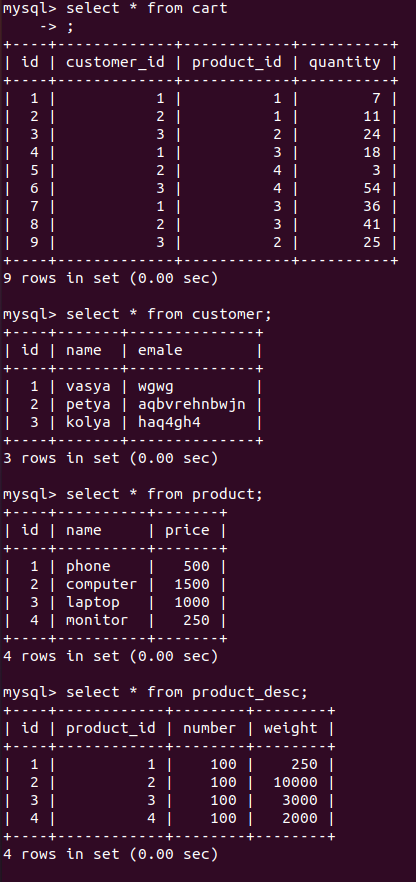 mysql> select * from cart
    -> ;
+----+-------------+------------+----------+
| id | customer_id | product_id | quantity |
+----+-------------+------------+----------+
|  1 |           1 |          1 |        7 |
|  2 |           2 |          1 |       11 |
|  3 |           3 |          2 |       24 |
|  4 |           1 |          3 |       18 |
|  5 |           2 |          4 |        3 |
|  6 |           3 |          4 |       54 |
|  7 |           1 |          3 |       36 |
|  8 |           2 |          3 |       41 |
|  9 |           3 |          2 |       25 |
+----+-------------+------------+----------+
9 rows in set (0.00 sec)

mysql> select * from customer;
+----+-------+--------------+
| id | name  | emale        |
+----+-------+--------------+
|  1 | vasya | wgwg         |
|  2 | petya | aqbvrehnbwjn |
|  3 | kolya | haq4gh4      |
+----+-------+--------------+
3 rows in set (0.00 sec)

mysql> select * from product;
+----+----------+-------+
| id | name     | price |
+----+----------+-------+
|  1 | phone    |   500 |
|  2 | computer |  1500 |
|  3 | laptop   |  1000 |
|  4 | monitor  |   250 |
+----+----------+-------+
4 rows in set (0.00 sec)

mysql> select * from product_desc;
+----+------------+--------+--------+
| id | product_id | number | weight |
+----+------------+--------+--------+
|  1 |          1 |    100 |    250 |
|  2 |          2 |    100 |  10000 |
|  3 |          3 |    100 |   3000 |
|  4 |          4 |    100 |   2000 |
+----+------------+--------+--------+
4 rows in set (0.00 sec)